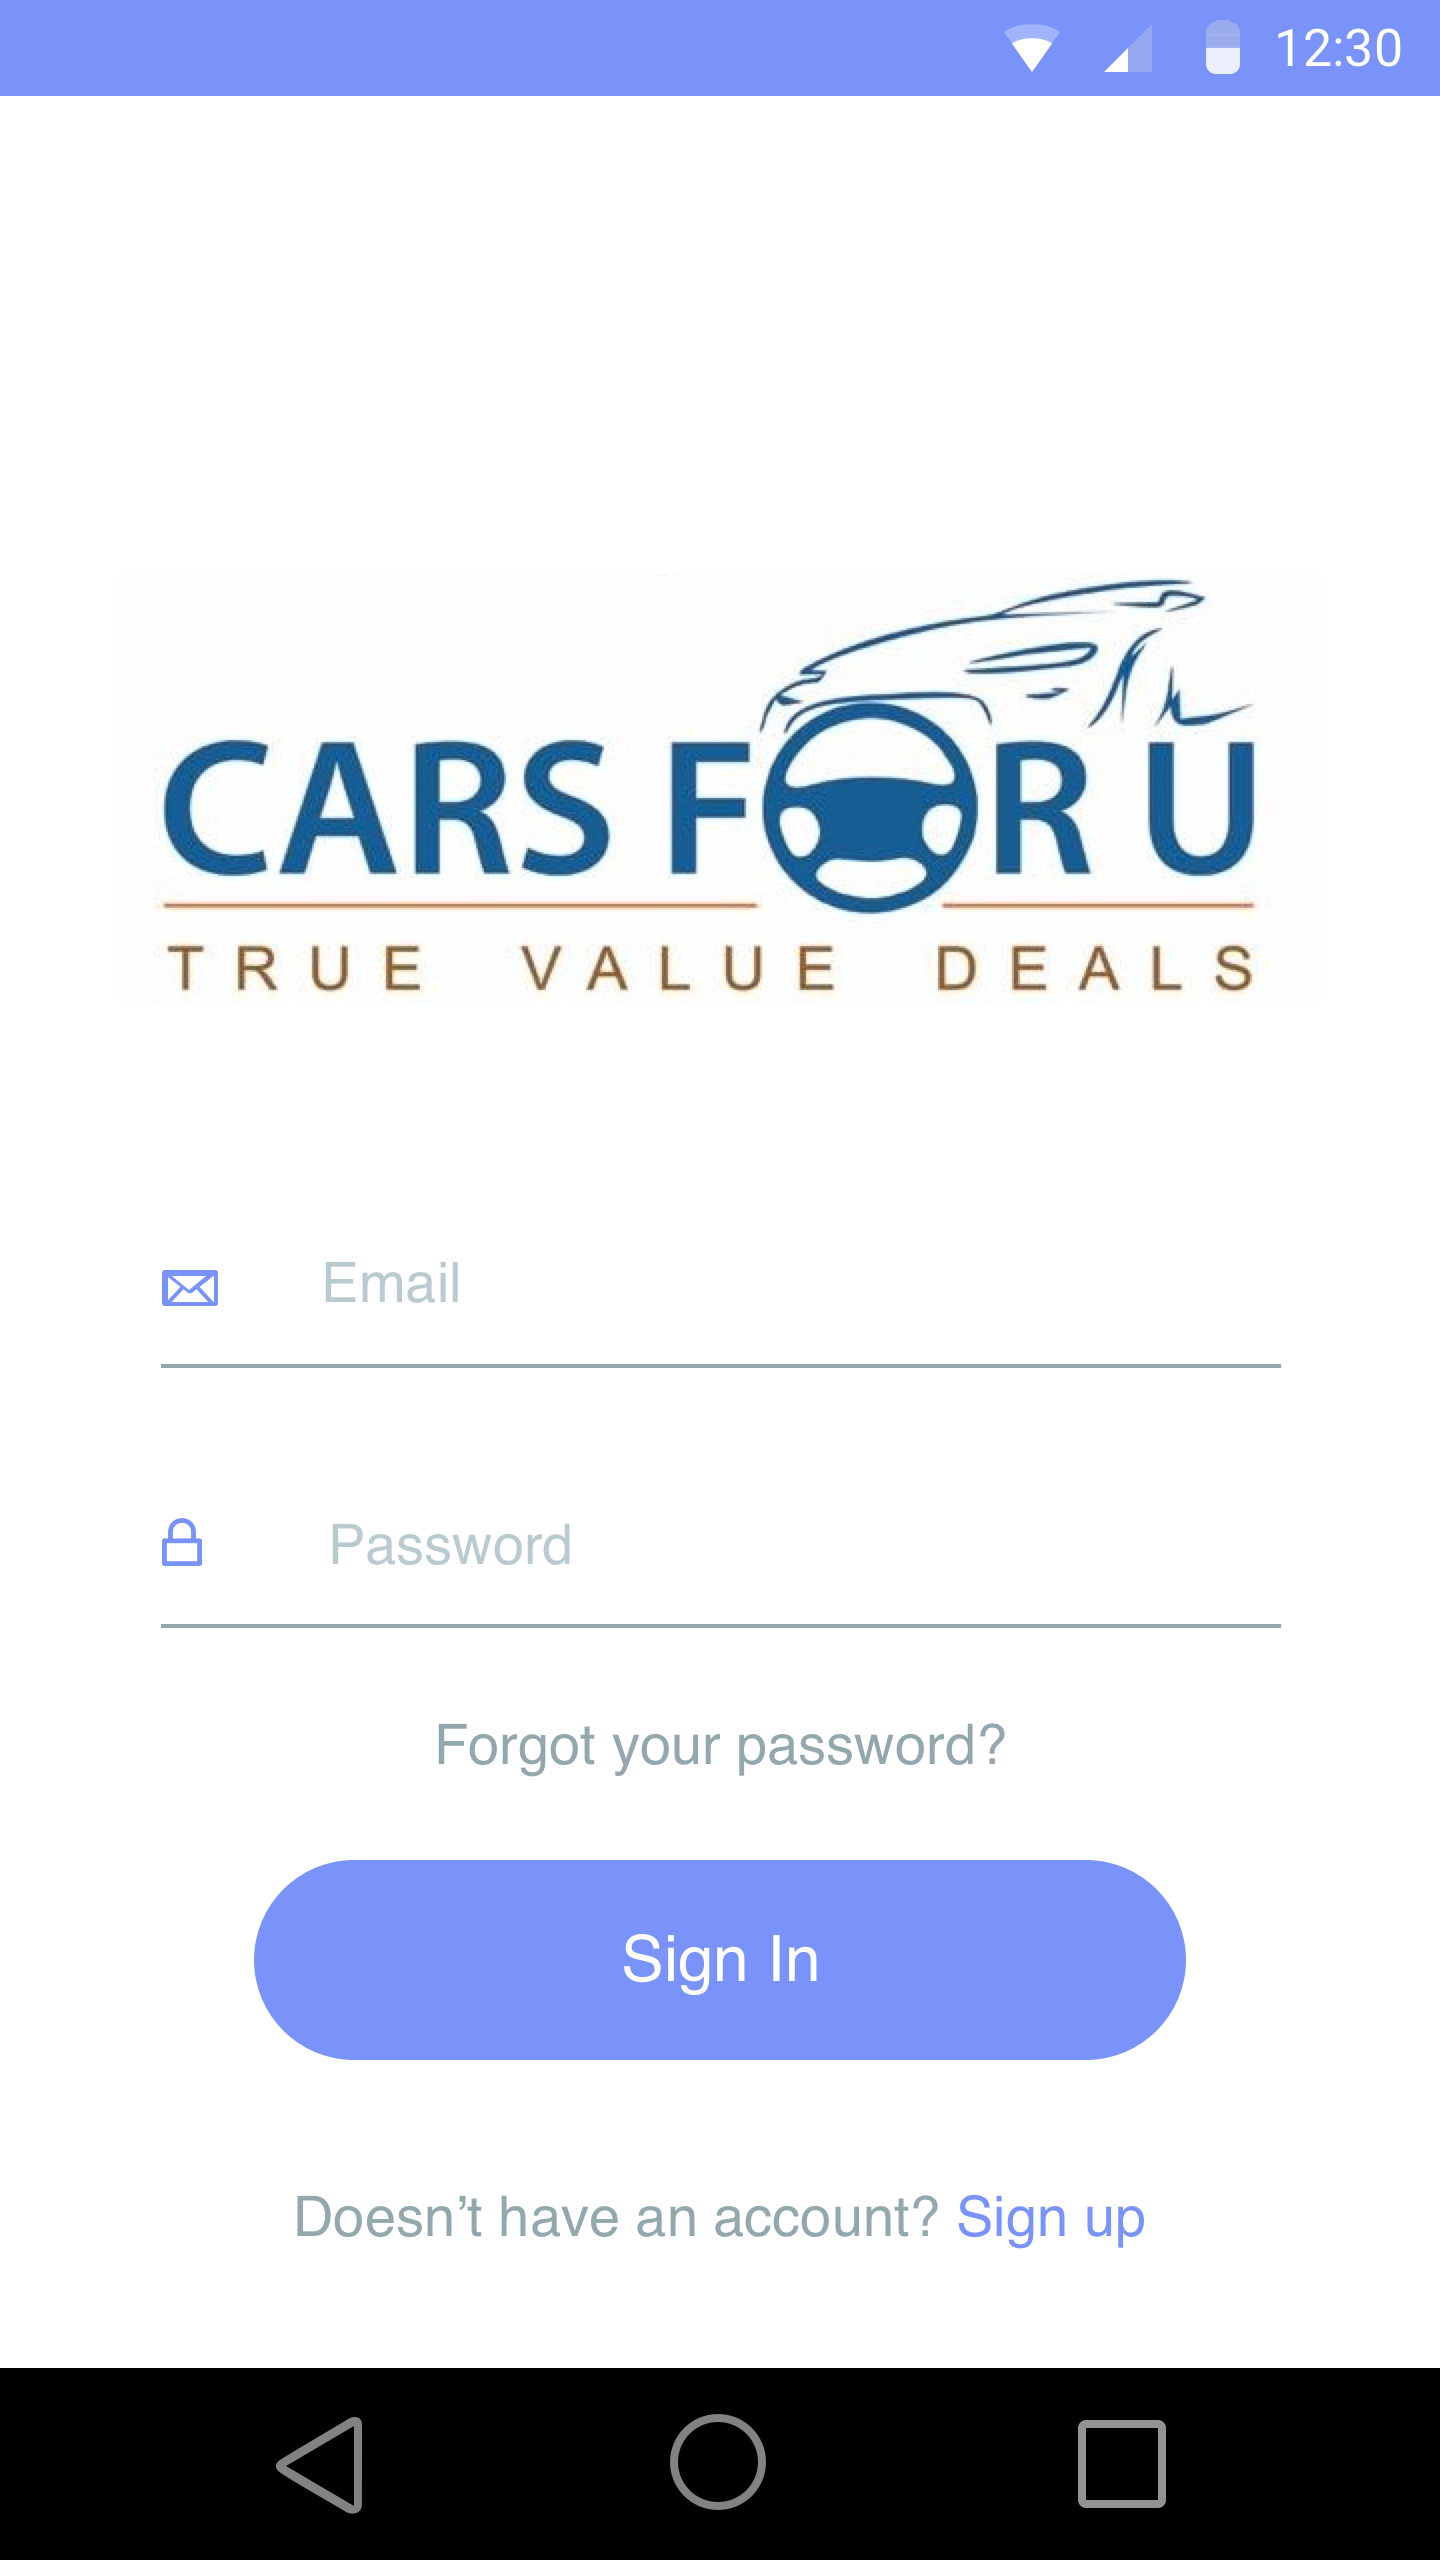 12:30
CARS FOR U
TRUE VALUE DEALS
Email
Password
Forgot your password?
Sign In
Doesn’t have an account? Sign up